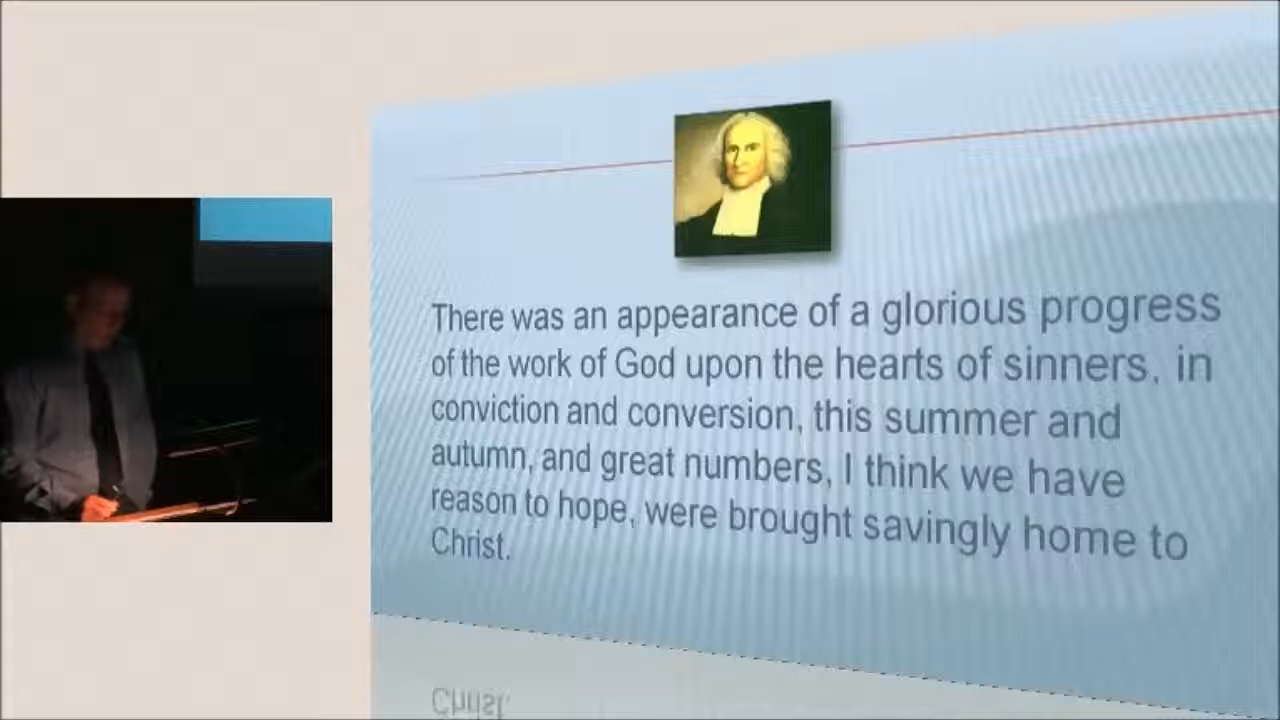 There was an appearance of a glorious progress
of the work of God upon the hearts of sinners, in
conviction and conversion, this summer and
autumn, and great numbers, I think we have
reason to hope, were brought savingly home to
Christ.
Christ.